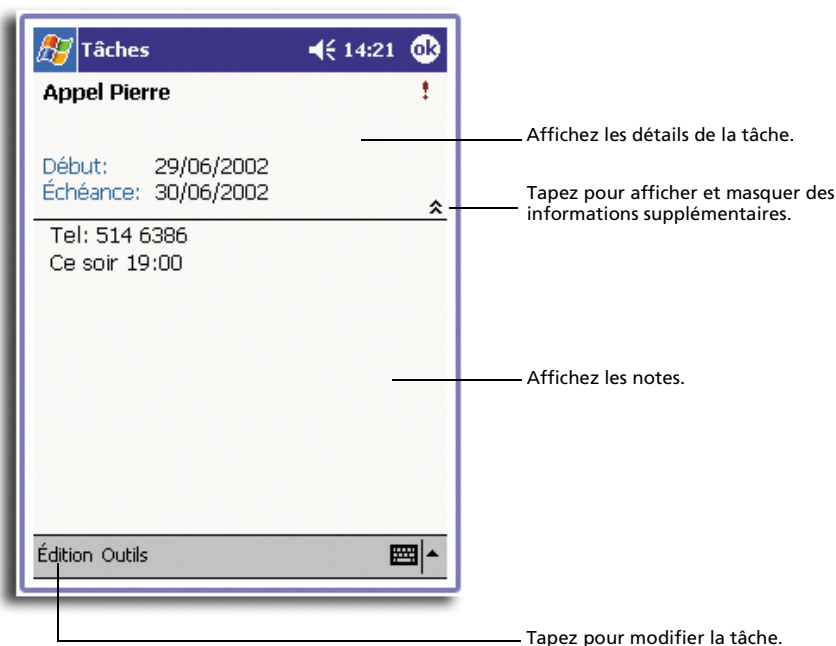 Tâches 14:21 ok
Appel Pierre !
Affichez les détails de la tâche.
Début: 29/06/2002
Échéance: 30/06/2002
Tapez pour afficher et masquer des
informations supplémentaires.
Tel: 514 6386
Ce soir 19:00
Affichez les notes.
Édition Outils
Tapez pour modifier la tâche.